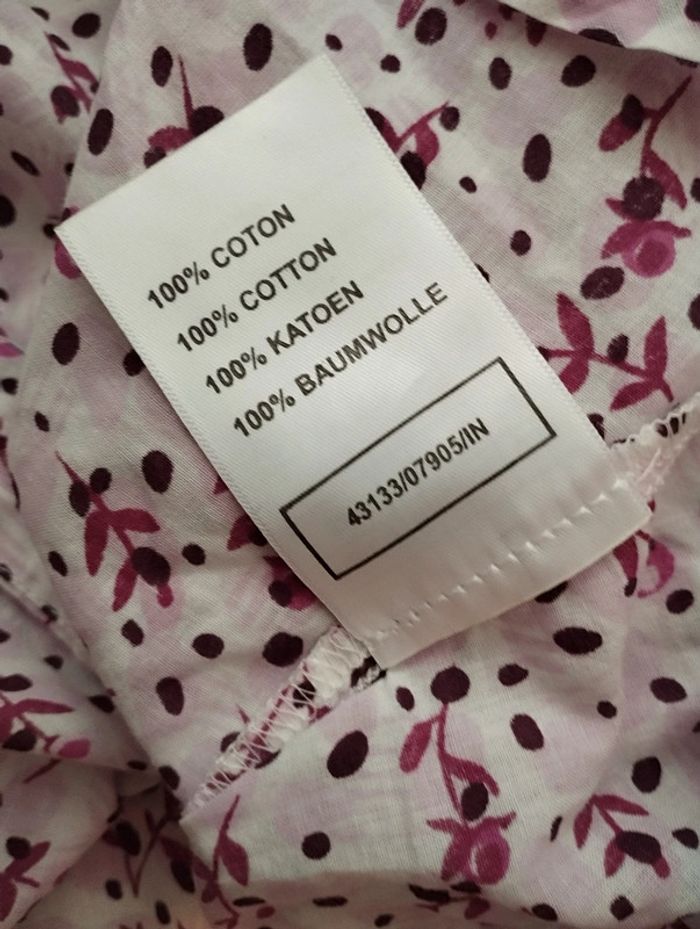 100% COTON
100% COTTON
100% KATOEN
100% BAUMWOLLE
43133/07905/IN